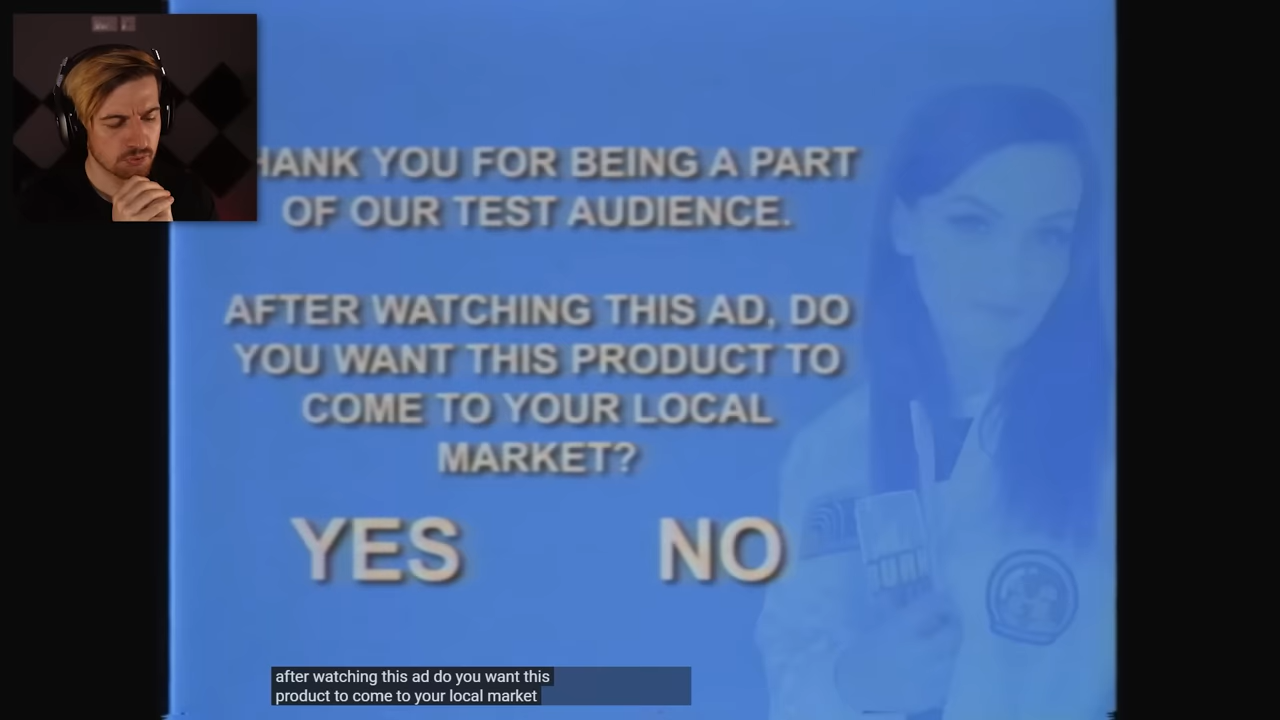 HANK YOU FOR BEING A PART
OF OUR TEST AUDIENCE.
AFTER WATCHING THIS AD, DO
YOU WANT THIS PRODUCT TO
COME TO YOUR LOCAL
MARKET?
YES NO
after watching this ad do you want this
product to come to your local market